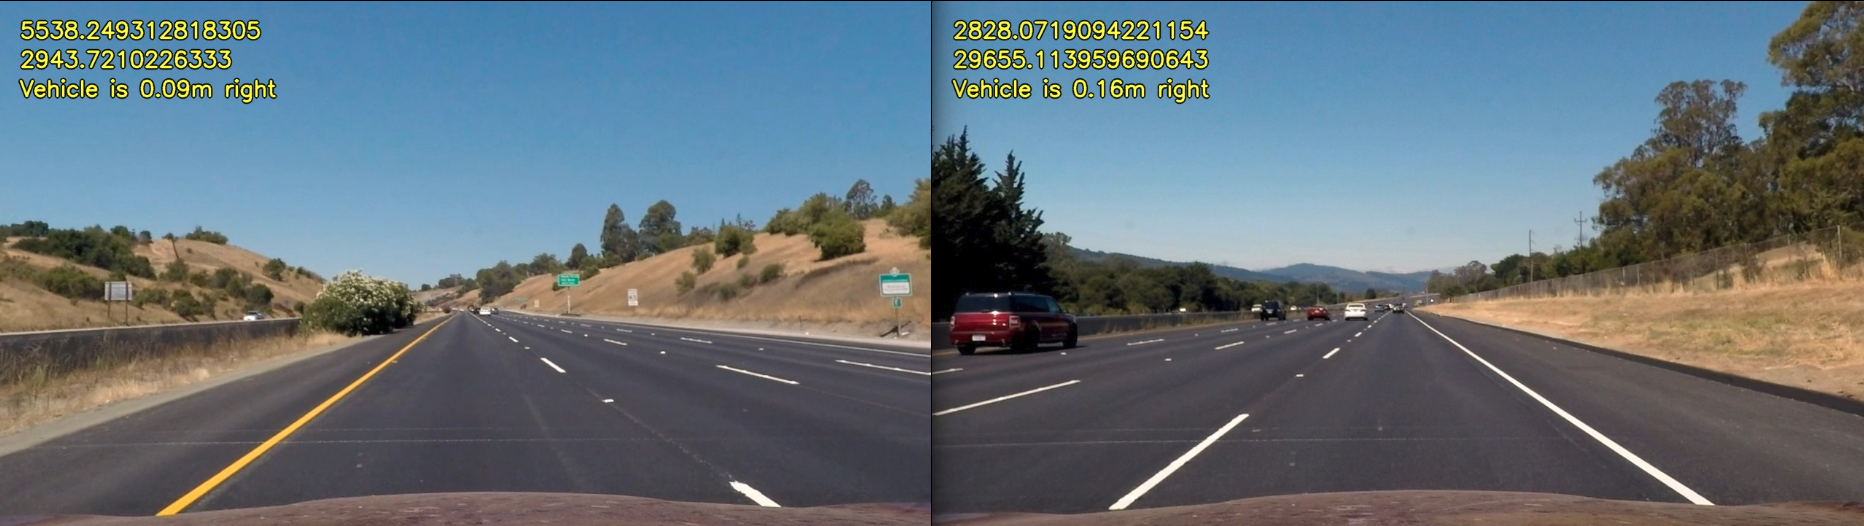 5538.249312818305
2943.7210226333
Vehicle is 0.09m right
2828.0719094221154
29655.113959690643
Vehicle is 0.16m right